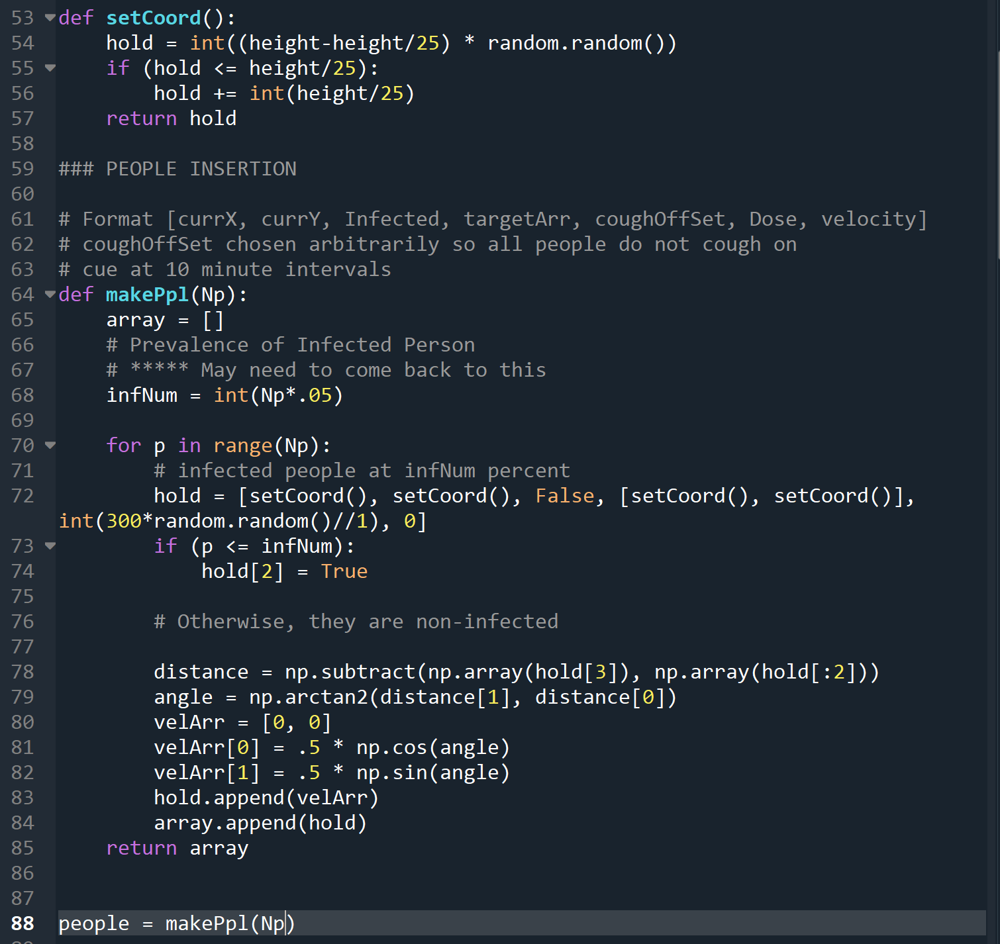 53 def setCoord():
54     hold = int((height-height/25) * random.random())
55     if (hold <= height/25):
56         hold += int(height/25)
57     return hold
58
59 ### PEOPLE INSERTION
60
61 # Format [currX, currY, Infected, targetArr, coughOffSet, Dose, velocity]
62 # coughOffSet chosen arbitrarily so all people do not cough on
63 # cue at 10 minute intervals
64 def makePpl(Np):
65     array = []
66     # Prevalence of Infected Person
67     # ***** May need to come back to this
68     infNum = int(Np*.05)
69
70     for p in range(Np):
71         # infected people at infNum percent
72         hold = [setCoord(), setCoord(), False, [setCoord(), setCoord()],
int(300*random.random()//1), 0]
73         if (p <= infNum):
74             hold[2] = True
75
76         # Otherwise, they are non-infected
77
78         distance = np.subtract(np.array(hold[3]), np.array(hold[:2]))
79         angle = np.arctan2(distance[1], distance[0])
80         velArr = [0, 0]
81         velArr[0] = .5 * np.cos(angle)
82         velArr[1] = .5 * np.sin(angle)
83         hold.append(velArr)
84         array.append(hold)
85     return array
86
87
88 people = makePpl(Np)